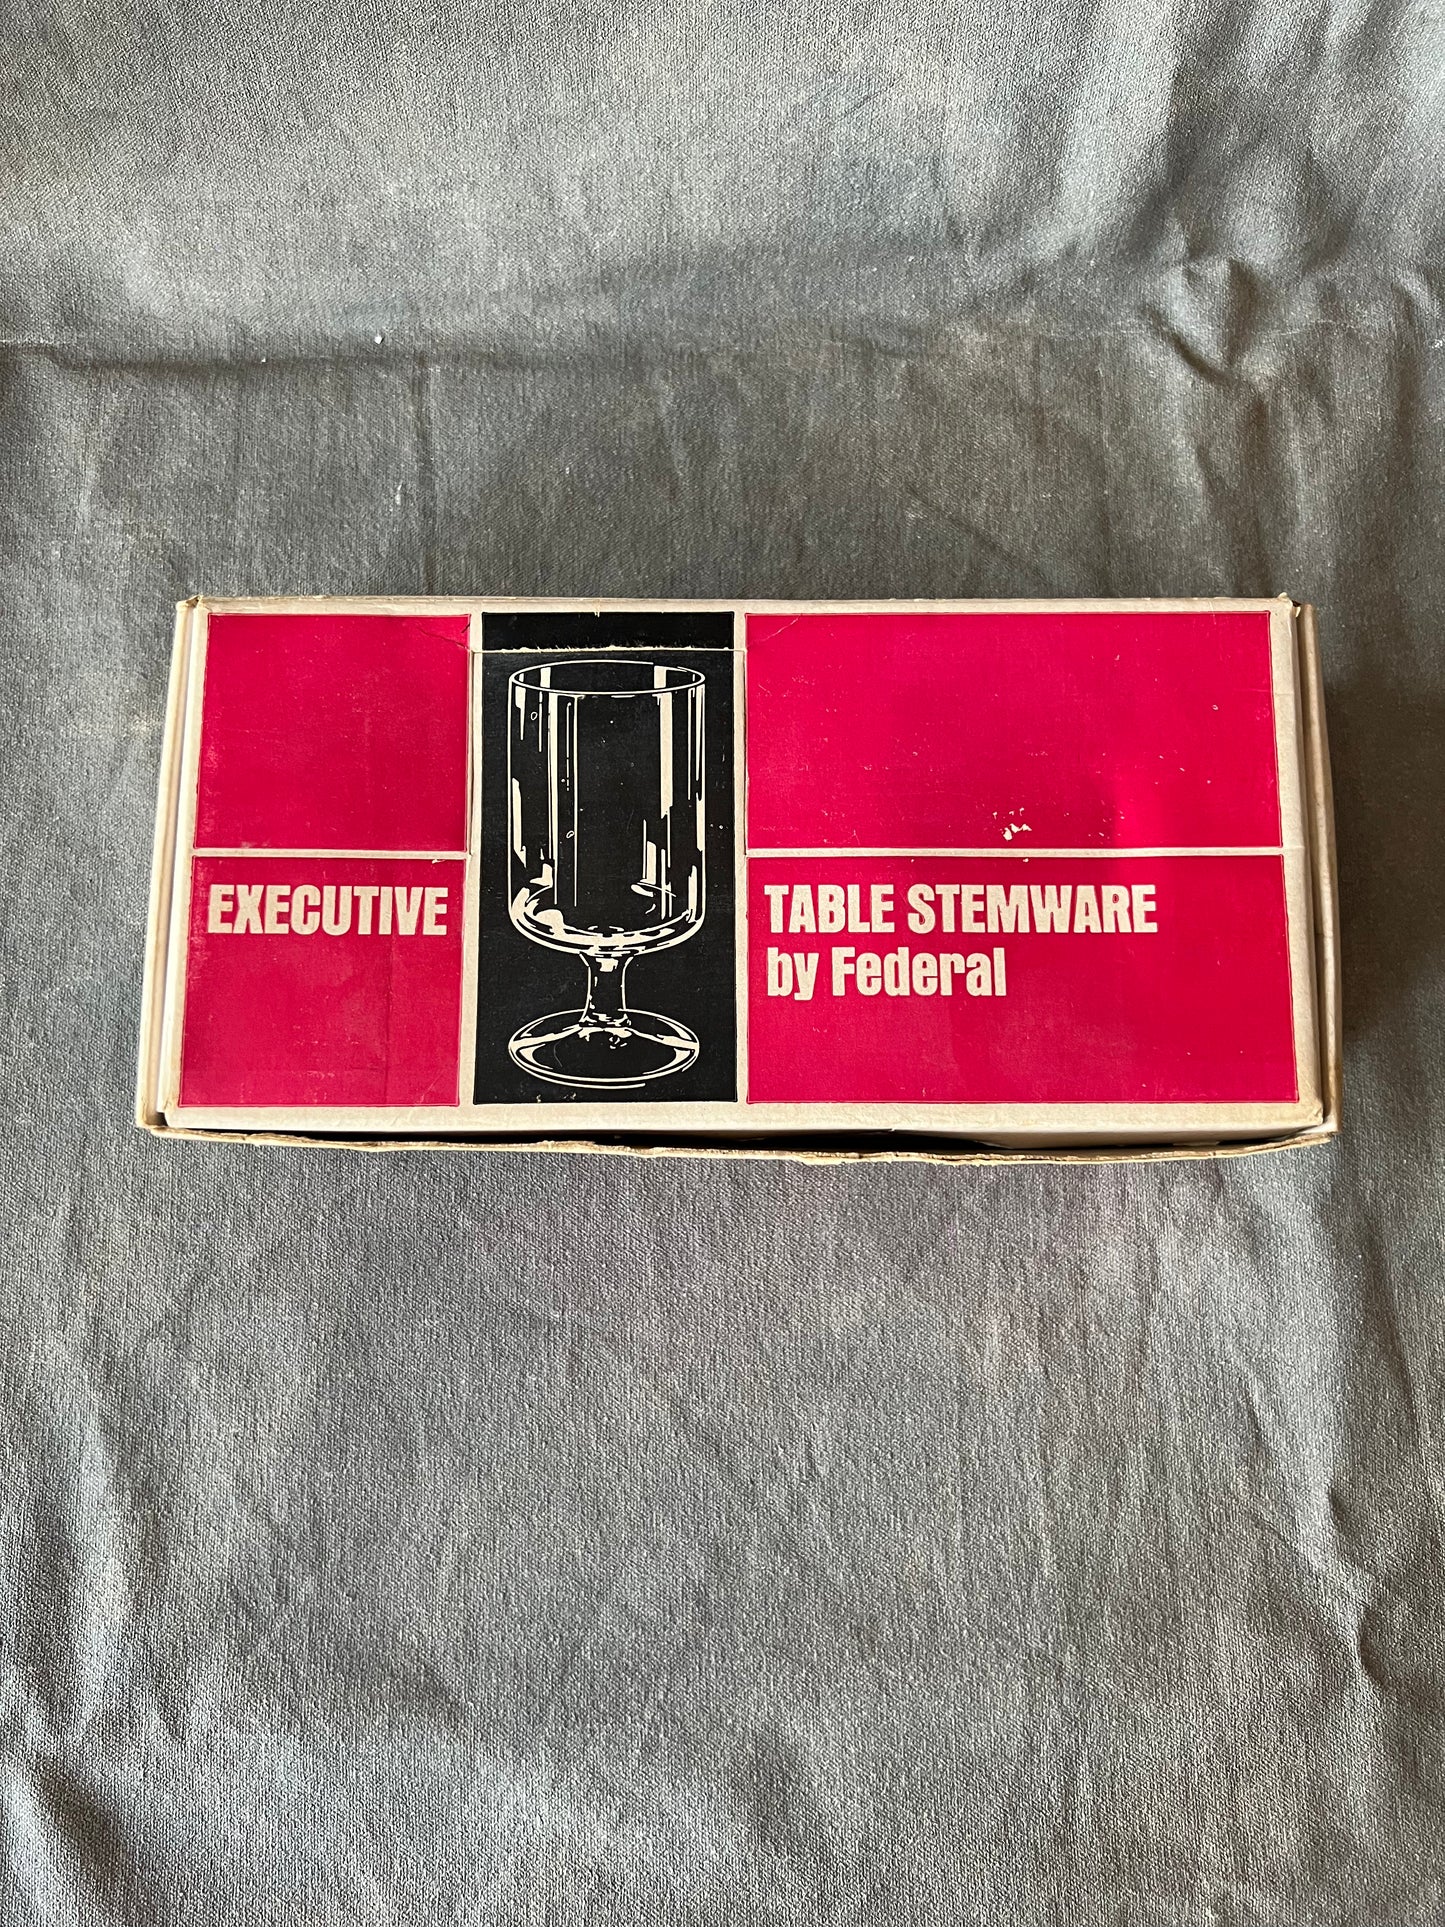 EXECUTIVE
TABLE STEMWARE
by Federal